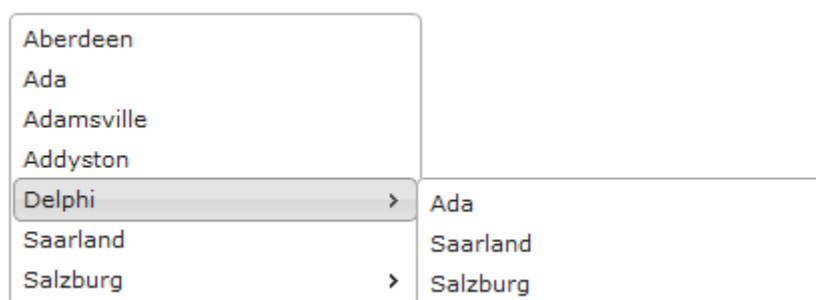 Aberdeen
Ada
Adamsville
Addyston
Delphi
Saarland
Salzburg
Ada
Saarland
Salzburg